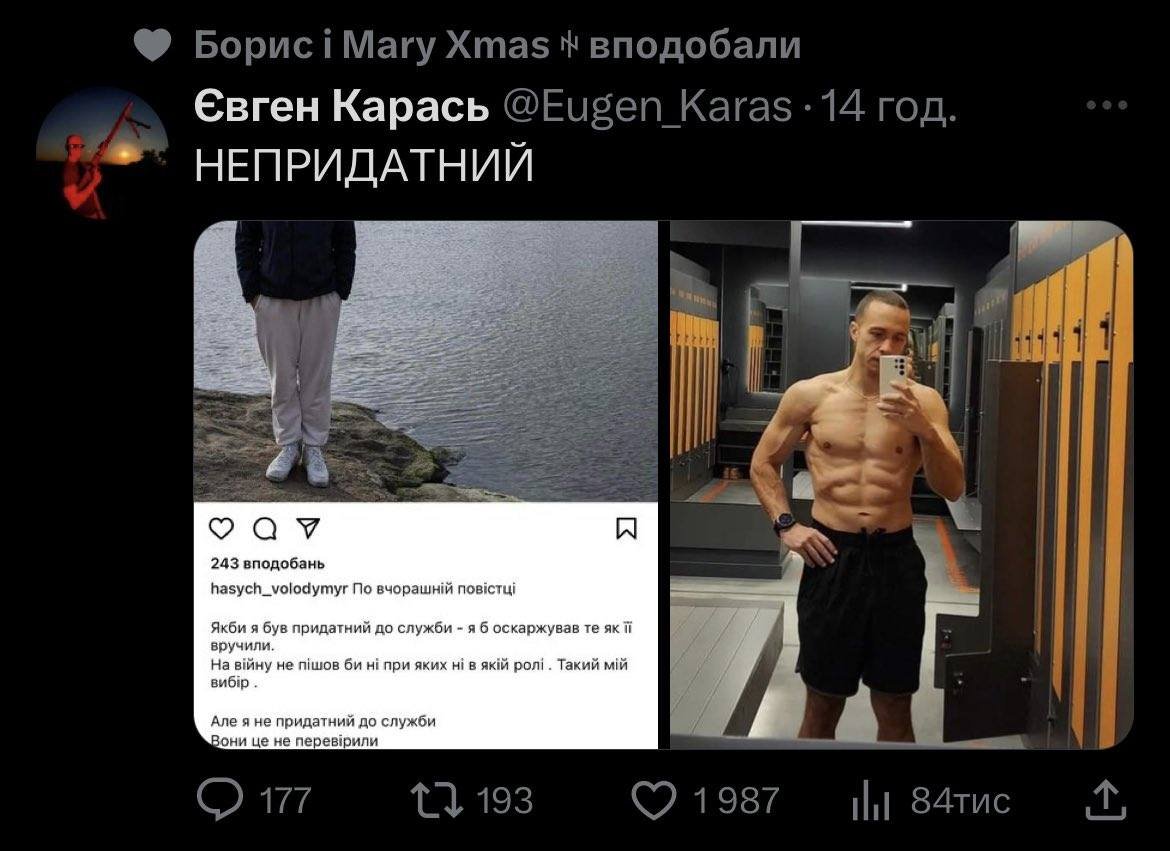 Борис і Mary Xmas вподобали
Євген Карась @Eugen_Karas · 14 год.
НЕПРИДАТНИЙ
243 вподобань
hasych_volodymyr По вчорашній повістці
Якби я був придатний до служби - я б оскаржував те як її
вручили.
На війну не пішов би ні при яких ні в якій ролі . Такий мій
вибір .
Але я не придатний до служби
Вони це не перевірили
177 193 1 987 84тис